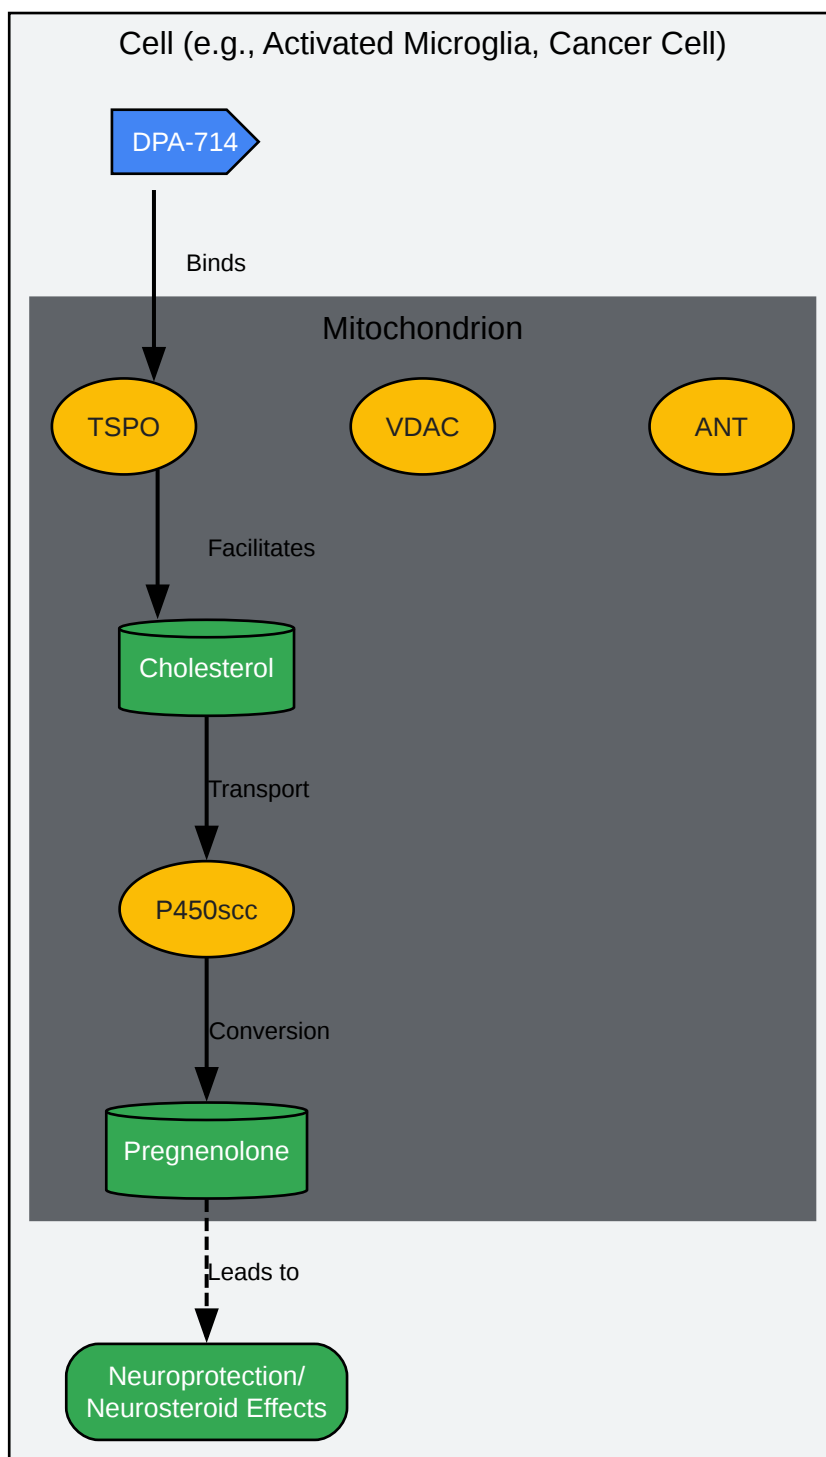 Cell (e.g., Activated Microglia, Cancer Cell)
DPA-714
Binds
Mitochondrion
TSPO
VDAC
ANT
Facilitates
Cholesterol
Transport
P450scc
Conversion
Pregnenolone
Leads to
Neuroprotection/
Neurosteroid Effects